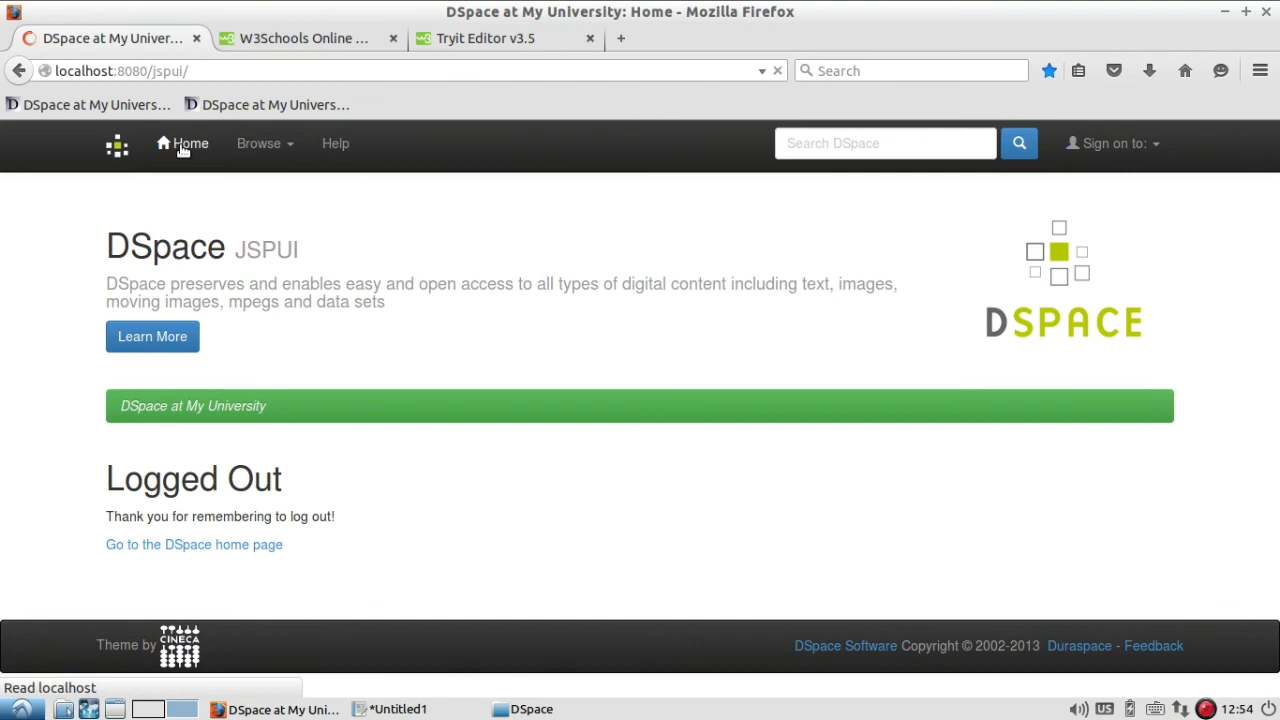 DSpace at My University: Home - Mozilla Firefox
DSpace at My Univer... W3Schools Online ... Tryit Editor v3.5
localhost:8080/jspui/ Search
DSpace at My Univers... DSpace at My Univers...
Home Browse Help Search DSpace Sign on to:
DSpace JSPUI
DSpace preserves and enables easy and open access to all types of digital content including text, images,
moving images, mpegs and data sets
Learn More
DSPACE
DSpace at My University
Logged Out
Thank you for remembering to log out!
Go to the DSpace home page
Theme by CINECA DSpace Software Copyright © 2002-2013 Duraspace - Feedback
Read localhost
DSpace at My Uni... *Untitled1 DSpace US 12:54